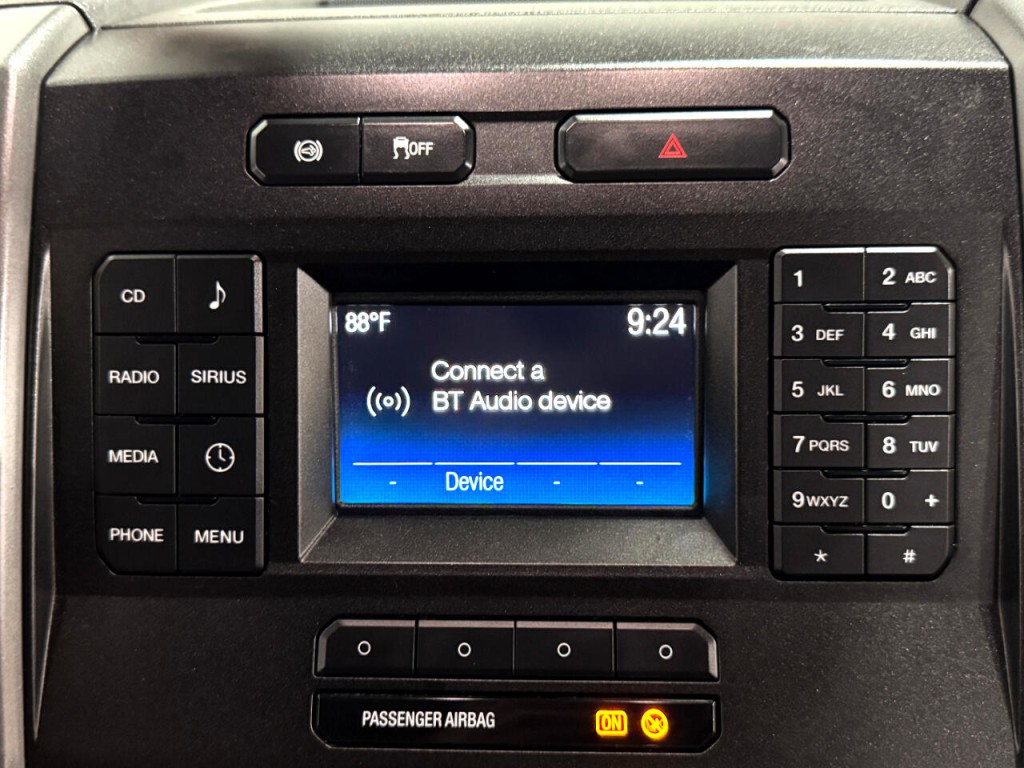 OFF
CD
RADIO SIRIUS
MEDIA
PHONE MENU
88°F 9:24
Connect a
BT Audio device
- Device - -
1 2 ABC
3 DEF 4 GHI
5 JKL 6 MNO
7 PQRS 8 TUV
9 WXYZ 0 +
* #
PASSENGER AIRBAG ON